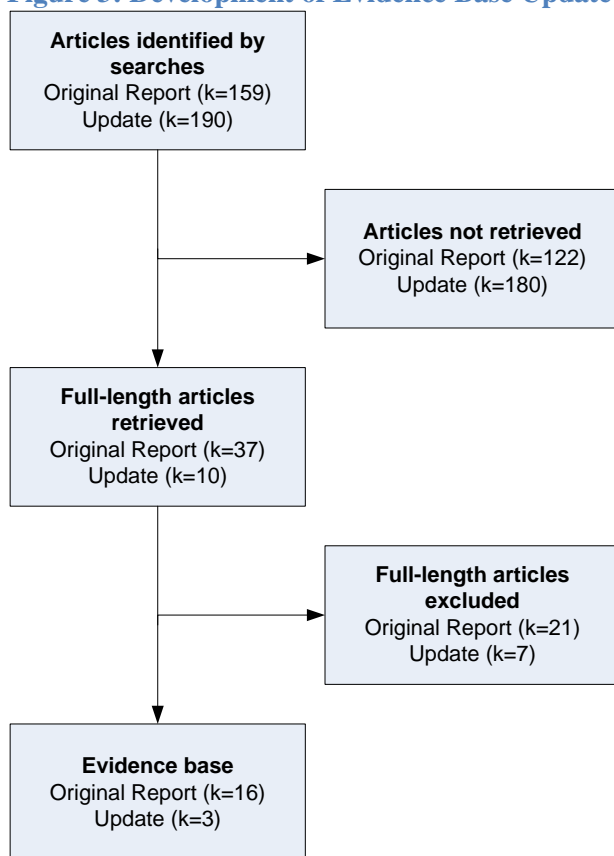 Figure Development of Evidence Base Update
Articles identified by
searches
Original Report (k=159)
Update (k=190)
Articles not retrieved
Original Report (k=122)
Update (k=180)
Full-length articles
retrieved
Original Report (k=37)
Update (k=10)
Full-length articles
excluded
Original Report (k=21)
Update (k=7)
Evidence base
Original Report (k=16)
Update (k=3)